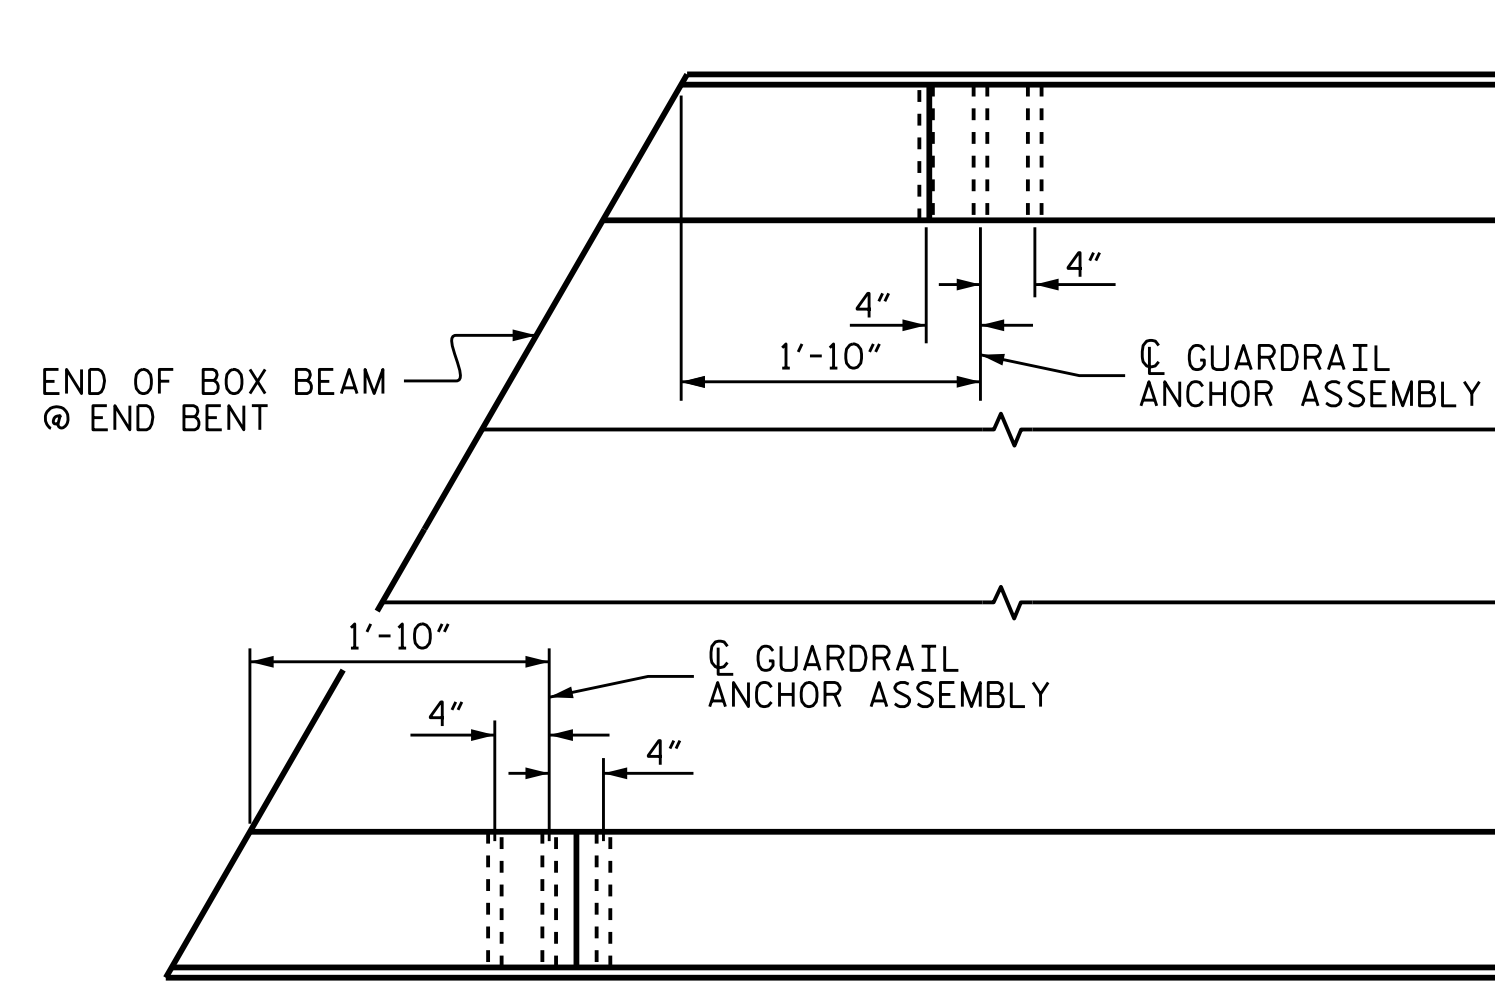 4"
4"
1'-10"
℄ GUARDRAIL
ANCHOR ASSEMBLY
END OF BOX BEAM
@ END BENT
1'-10"
℄ GUARDRAIL
ANCHOR ASSEMBLY
4"
4"